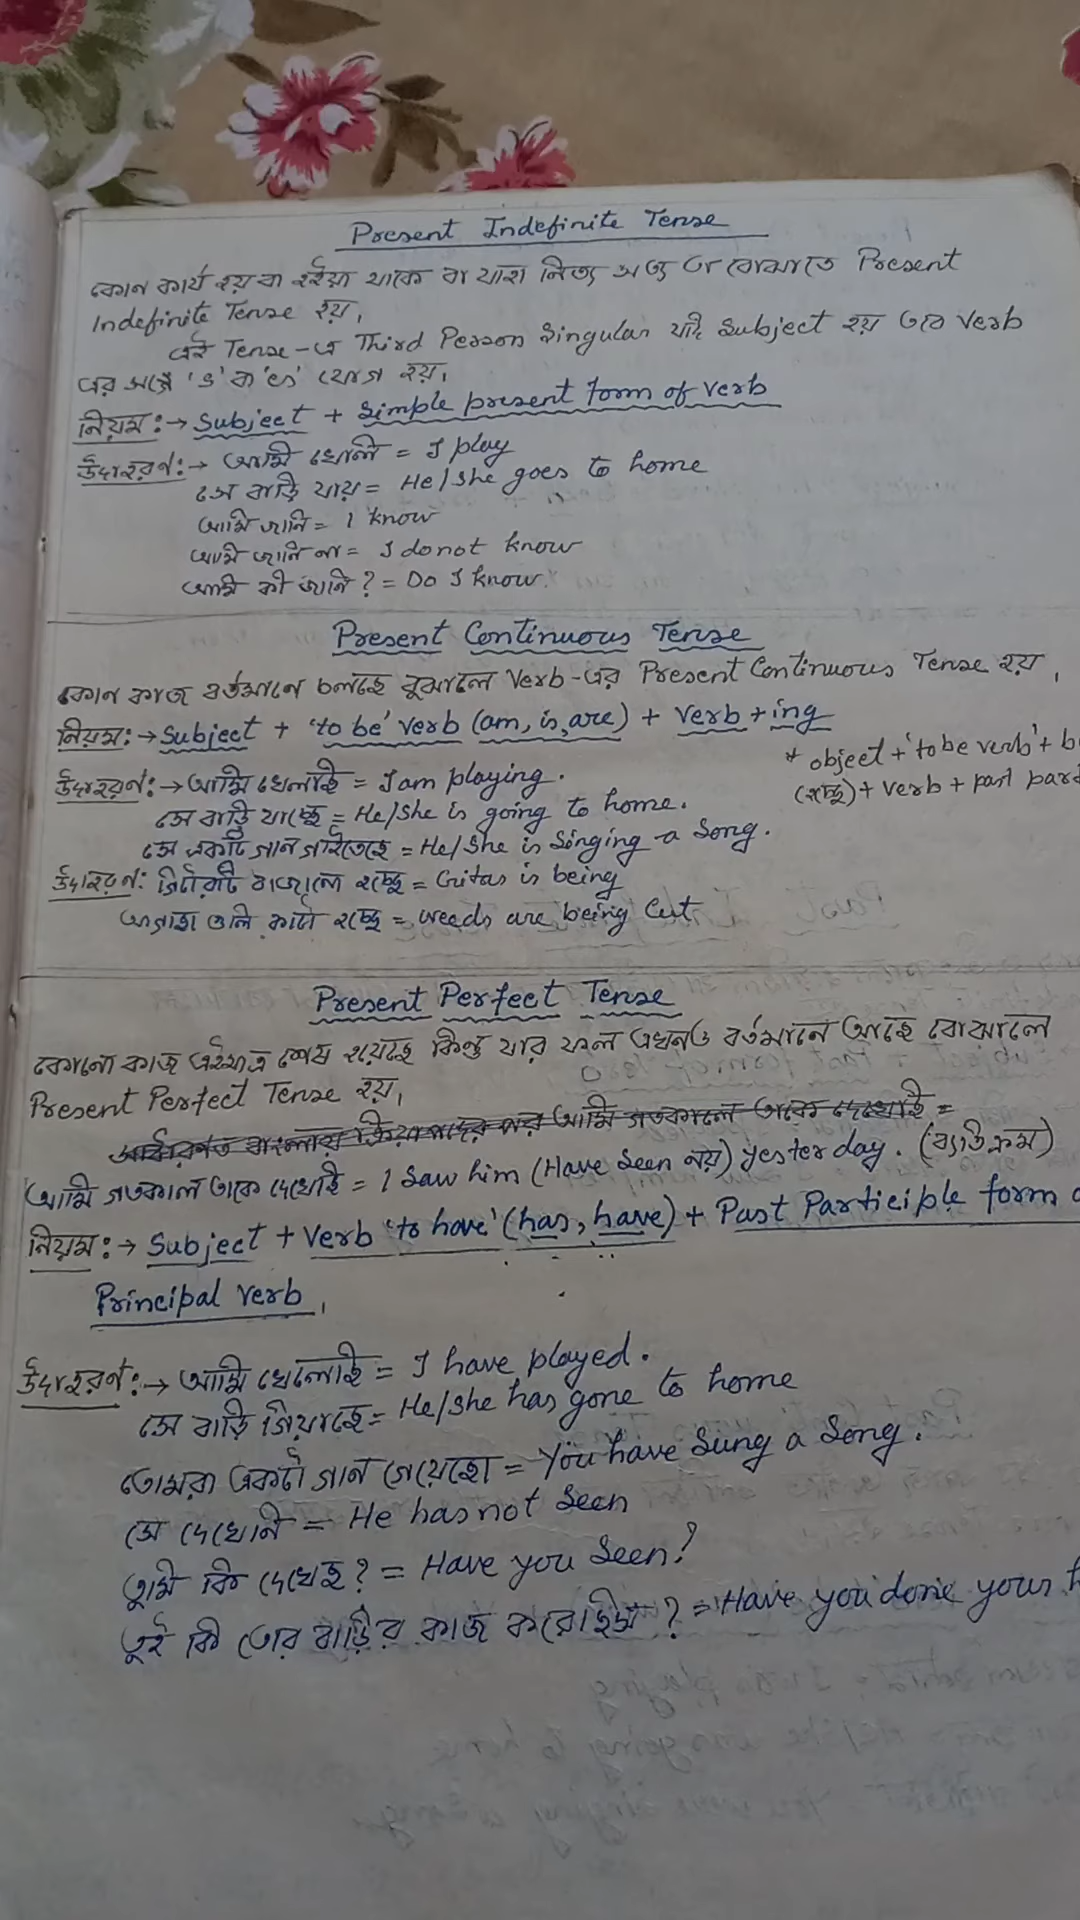 Present Indefinite Tense
কোন কার্য হয় বা হইয়া থাকে বা যাহা নিত্য সত্য তা বোঝাতে Present
Indefinite Tense হয়,
এই Tense-এ Third Person Singular যদি Subject হয় তবে Verb
এর সঙ্গে 's' বা 'es' যোগ হয়,
নিয়ম:→ Subject + Simple present form of verb
উদাহরণ:→ আমি খেলি = I play
সে বাড়ি যায় = He/She goes to home
আমি জানি = I know
আমি জানি না = I do not know
আমি কী জানি? = Do I know.
Present Continuous Tense
কোন কাজ বর্তমানে চলছে বুঝালে Verb-এর Present Continuous Tense হয়,
নিয়ম:→ Subject + 'to be' verb (am, is, are) + verb + ing
* object + 'to be verb' +
(হচ্ছে) + verb + past
উদাহরণ:→ আমি খেলছি = I am playing.
সে বাড়ি যাচ্ছে = He/She is going to home.
সে একটি গান গাইতেছে = He/She is Singing a Song.
উদাহরণ: গিটারটি বাজানো হচ্ছে = Guitar is being
আগাছা গুলি কাটা হচ্ছে = weeds are being Cut
Present Perfect Tense
কোনো কাজ এইমাত্র শেষ হয়েছে কিন্তু যার ফল এখনও বর্তমানে আছে বোঝালে
Present Perfect Tense হয়,
সাধারণত বাংলায় ক্রিয়াপদের পর আমি গতকালে তাকে দেখেছি =
আমি গতকাল তাকে দেখেছি = I saw him (Have seen নয়) yesterday. (ব্যতিক্রম)
নিয়ম:→ Subject + Verb 'to have' (has, have) + Past Participle form
Principal verb,
উদাহরণ:→ আমি খেলেছি = I have played.
সে বাড়ি গিয়াছে = He/She has gone to home
তোমরা একটা গান গেয়েছো = You have Sung a Song.
সে দেখেনি = He has not Seen
তুমি কি দেখেছ? = Have you Seen?
তুই কি তোর বাড়ির কাজ করেছিস? = Have you done your